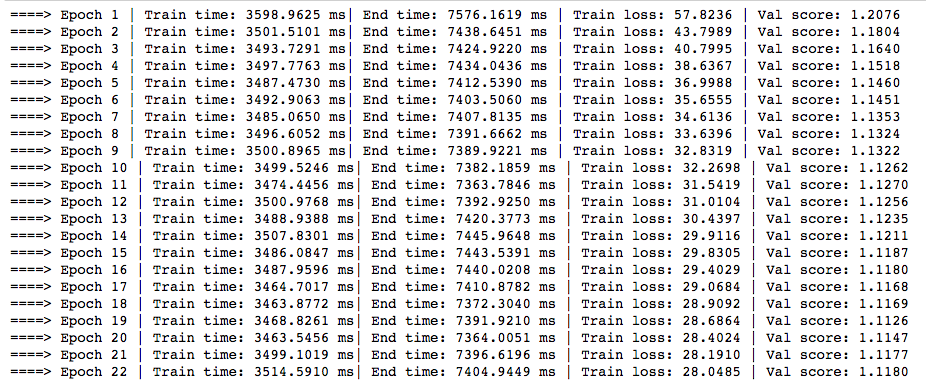 ====> Epoch 1 | Train time: 3598.9625 ms| End time: 7576.1619 ms | Train loss: 57.8236 | Val score: 1.2076
====> Epoch 2 | Train time: 3501.5101 ms| End time: 7438.6451 ms | Train loss: 43.7989 | Val score: 1.1804
====> Epoch 3 | Train time: 3493.7291 ms| End time: 7424.9220 ms | Train loss: 40.7995 | Val score: 1.1640
====> Epoch 4 | Train time: 3497.7763 ms| End time: 7434.0436 ms | Train loss: 38.6367 | Val score: 1.1518
====> Epoch 5 | Train time: 3487.4730 ms| End time: 7412.5390 ms | Train loss: 36.9988 | Val score: 1.1460
====> Epoch 6 | Train time: 3492.9063 ms| End time: 7403.5060 ms | Train loss: 35.6555 | Val score: 1.1451
====> Epoch 7 | Train time: 3485.0650 ms| End time: 7407.8135 ms | Train loss: 34.6136 | Val score: 1.1353
====> Epoch 8 | Train time: 3496.6052 ms| End time: 7391.6662 ms | Train loss: 33.6396 | Val score: 1.1324
====> Epoch 9 | Train time: 3500.8965 ms| End time: 7389.9221 ms | Train loss: 32.8319 | Val score: 1.1322
====> Epoch 10 | Train time: 3499.5246 ms| End time: 7382.1859 ms | Train loss: 32.2698 | Val score: 1.1262
====> Epoch 11 | Train time: 3474.4456 ms| End time: 7363.7846 ms | Train loss: 31.5419 | Val score: 1.1270
====> Epoch 12 | Train time: 3500.9768 ms| End time: 7392.9250 ms | Train loss: 31.0104 | Val score: 1.1256
====> Epoch 13 | Train time: 3488.9388 ms| End time: 7420.3773 ms | Train loss: 30.4397 | Val score: 1.1235
====> Epoch 14 | Train time: 3507.8301 ms| End time: 7445.9648 ms | Train loss: 29.9116 | Val score: 1.1211
====> Epoch 15 | Train time: 3486.0847 ms| End time: 7443.5391 ms | Train loss: 29.8305 | Val score: 1.1187
====> Epoch 16 | Train time: 3487.9596 ms| End time: 7440.0208 ms | Train loss: 29.4029 | Val score: 1.1180
====> Epoch 17 | Train time: 3464.7017 ms| End time: 7410.8782 ms | Train loss: 29.0684 | Val score: 1.1168
====> Epoch 18 | Train time: 3463.8772 ms| End time: 7372.3040 ms | Train loss: 28.9092 | Val score: 1.1169
====> Epoch 19 | Train time: 3468.8261 ms| End time: 7391.9210 ms | Train loss: 28.6864 | Val score: 1.1126
====> Epoch 20 | Train time: 3463.5456 ms| End time: 7364.0051 ms | Train loss: 28.4024 | Val score: 1.1147
====> Epoch 21 | Train time: 3499.1019 ms| End time: 7396.6196 ms | Train loss: 28.1910 | Val score: 1.1177
====> Epoch 22 | Train time: 3514.5910 ms| End time: 7404.9449 ms | Train loss: 28.0485 | Val score: 1.1180